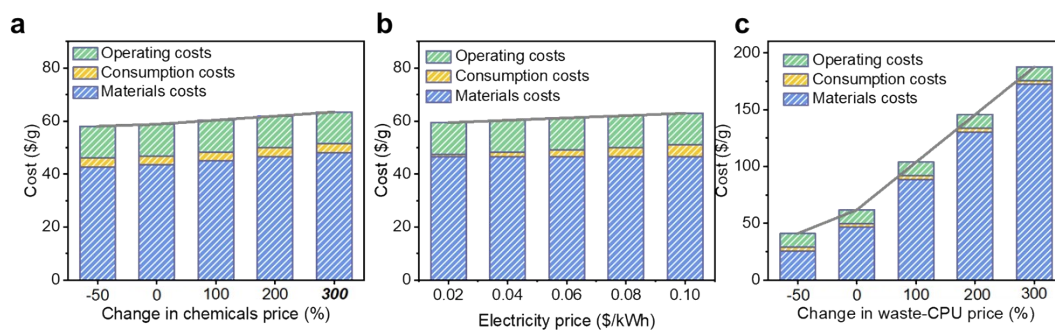 a
Cost ($/g)
80
60
40
20
0
Operating costs
Consumption costs
Materials costs
-50 0 100 200 300
Change in chemicals price (%)
b
Cost ($/g)
80
60
40
20
0
Operating costs
Consumption costs
Materials costs
0.02 0.04 0.06 0.08 0.10
Electricity price ($/kWh)
c
Cost ($/g)
200
150
100
50
0
Operating costs
Consumption costs
Materials costs
-50 0 100 200 300
Change in waste-CPU price (%)